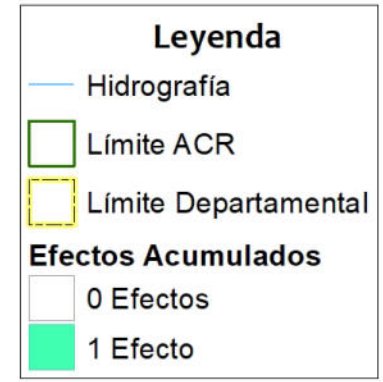 Leyenda
Hidrografía
Límite ACR
Límite Departamental
Efectos Acumulados
0 Efectos
1 Efecto